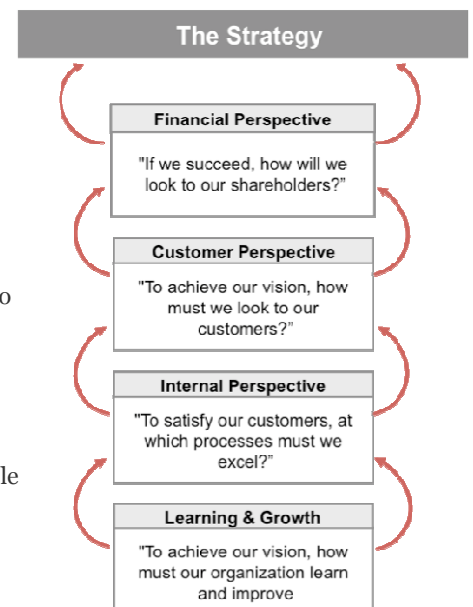 The Strategy
Financial Perspective
"If we succeed, how will we
look to our shareholders?”
Customer Perspective
"To achieve our vision, how
must we look to our
customers?”
Internal Perspective
"To satisfy our customers, at
which processes must we
excel?”
Learning & Growth
"To achieve our vision, how
must our organization learn
and improve